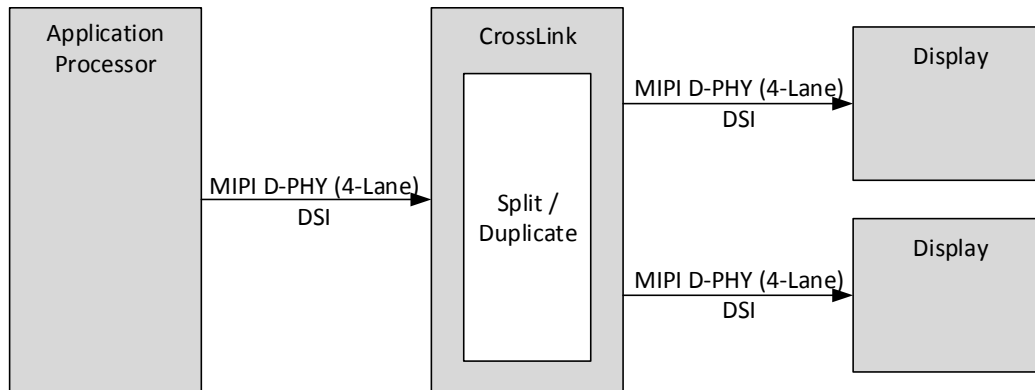 Application
Processor
MIPI D-PHY (4-Lane)
DSI
CrossLink
Split /
Duplicate
MIPI D-PHY (4-Lane)
DSI
Display
MIPI D-PHY (4-Lane)
DSI
Display